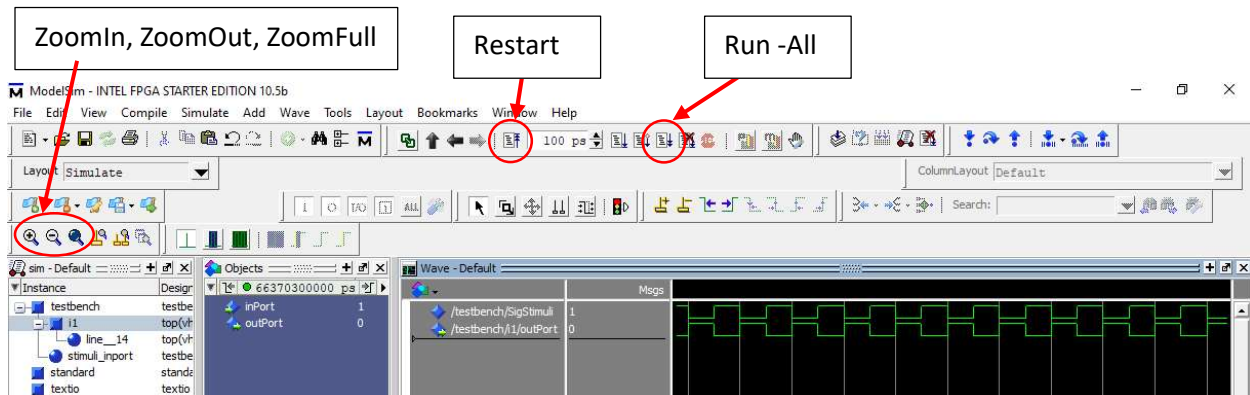 ZoomIn, ZoomOut, ZoomFull
Restart
Run -All
ModelSim - INTEL FPGA STARTER EDITION 10.5b
File Edit View Compile Simulate Add Wave Tools Layout Bookmarks Window Help
100 ps
Layout Simulate
ColumnLayout Default
ALL
Search:
sim - Default
Objects
Wave - Default
Instance
Design
66370300000 ps
Msgs
testbench testbe
inPort 1
/testbench/SigStimuli 1
i1 top(vh
outPort 0
/testbench/i1/outPort 0
line__14 top(vh
stimuli_inport testbe
standard standa
textio textio